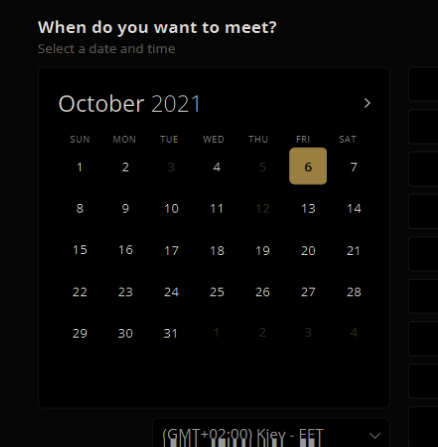 When do you want to meet?
Select a date and time
October 2021
SUN MON TUE WED THU FRI SAT
1 2 3 4 5 6 7
8 9 10 11 12 13 14
15 16 17 18 19 20 21
22 23 24 25 26 27 28
29 30 31 1 2 3 4
(GMT+02:00) Kiev - EET